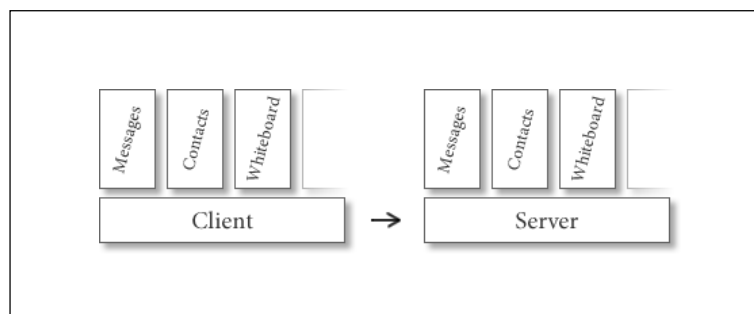 Messages
Contacts
Whiteboard
Messages
Contacts
Whiteboard
Client
Server